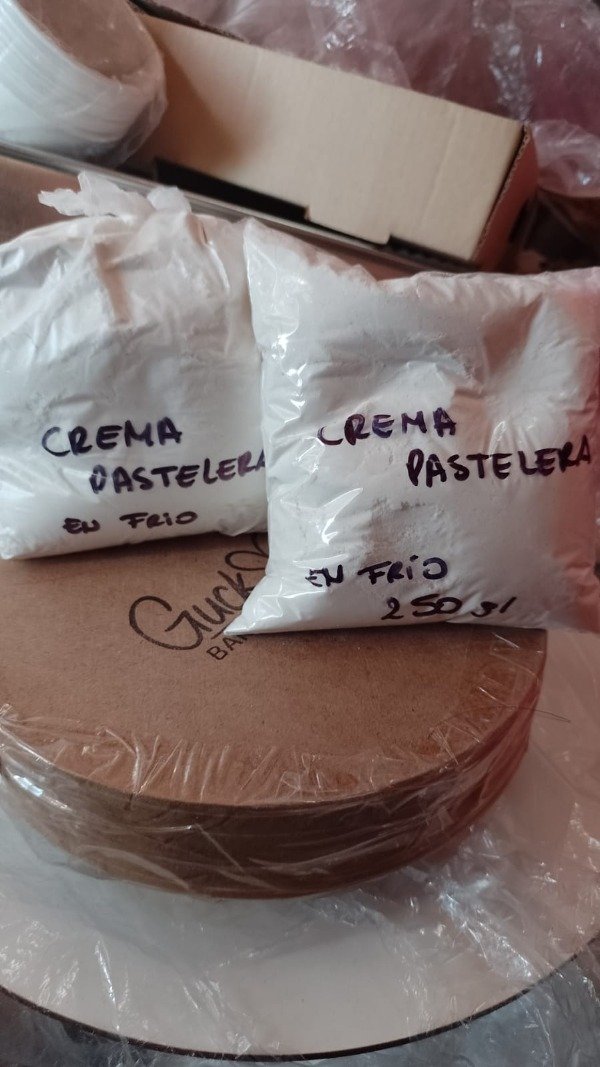 CREMA
PASTELERA
EN FRIO
CREMA
PASTELERA
EN FRIO
250 g/